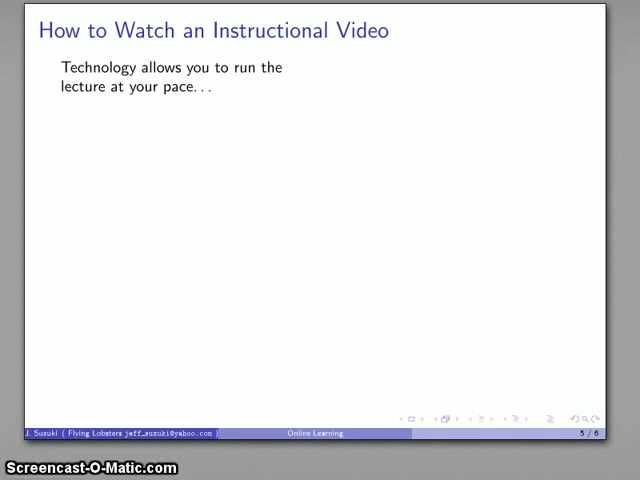 How to Watch an Instructional Video
Technology allows you to run the
lecture at your pace...
J. Suzuki ( Flying Lobsters jeff_suzuki@yahoo.com )
Online Learning
5 / 6
Screencast-O-Matic.com